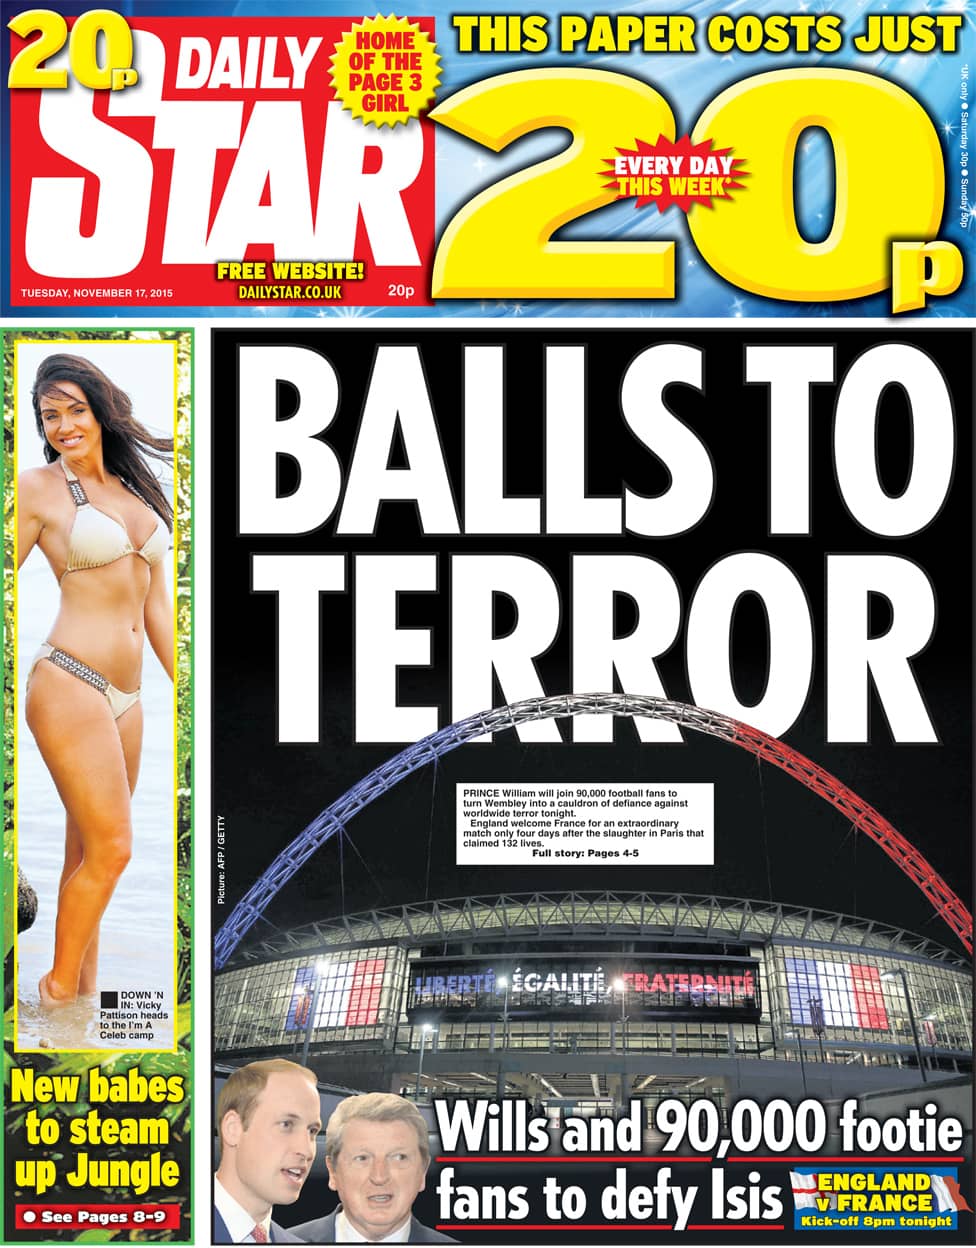 20p
DAILY
STAR
HOME
OF THE
PAGE 3
GIRL
FREE WEBSITE!
DAILYSTAR.CO.UK
TUESDAY, NOVEMBER 17, 2015
20p
THIS PAPER COSTS JUST
20p
EVERY DAY
THIS WEEK*
*UK only ● Saturday 30p ● Sunday 50p
DOWN 'N
IN: Vicky
Pattison heads
to the I'm A
Celeb camp
New babes
to steam
up Jungle
● See Pages 8-9
BALLS TO
TERROR
PRINCE William will join 90,000 football fans to
turn Wembley into a cauldron of defiance against
worldwide terror tonight.
England welcome France for an extraordinary
match only four days after the slaughter in Paris that
claimed 132 lives.
Full story: Pages 4-5
Picture: AFP / GETTY
LIBERTÉ, ÉGALITÉ, FRATERNITÉ
Wills and 90,000 footie
fans to defy Isis
ENGLAND
v FRANCE
Kick-off 8pm tonight